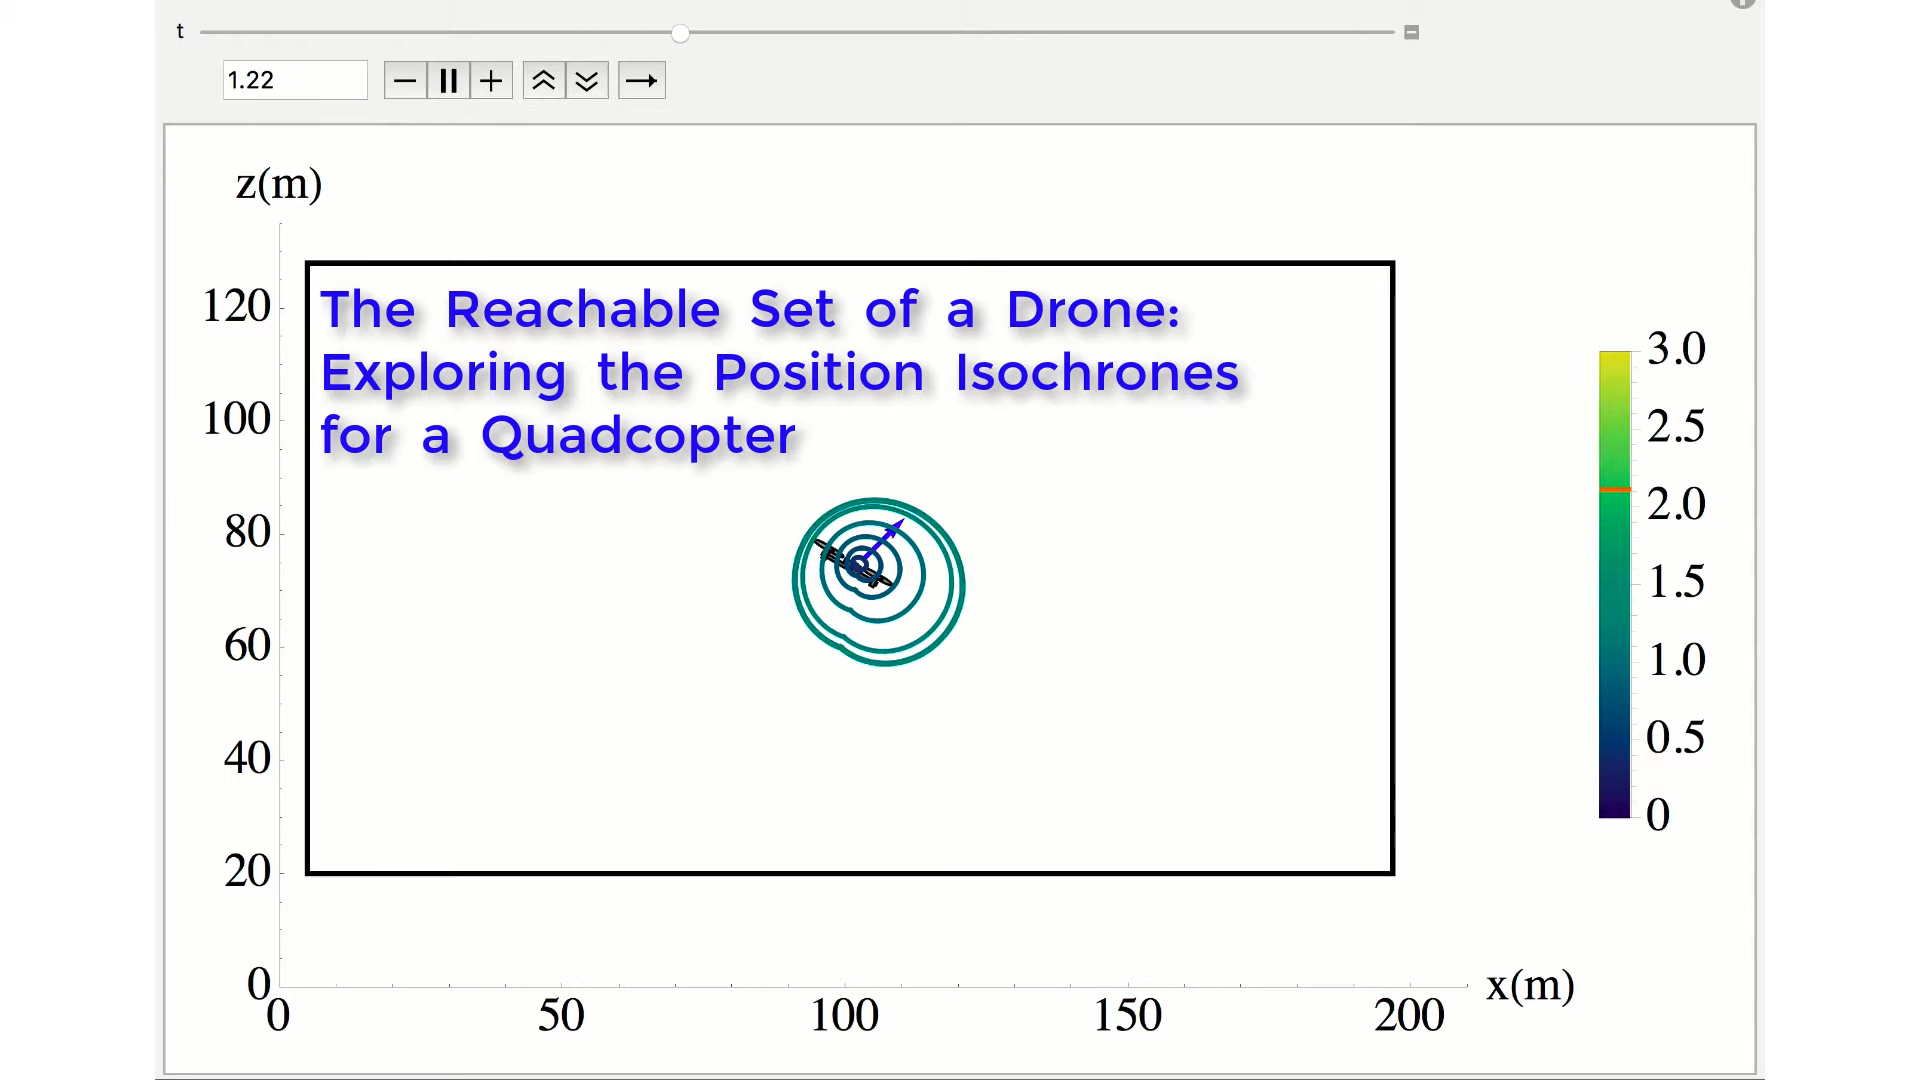 t
1.22
z(m)
The Reachable Set of a Drone:
Exploring the Position Isochrones
for a Quadcopter
120
100
80
60
40
20
0
0 50 100 150 200
x(m)
3.0
2.5
2.0
1.5
1.0
0.5
0